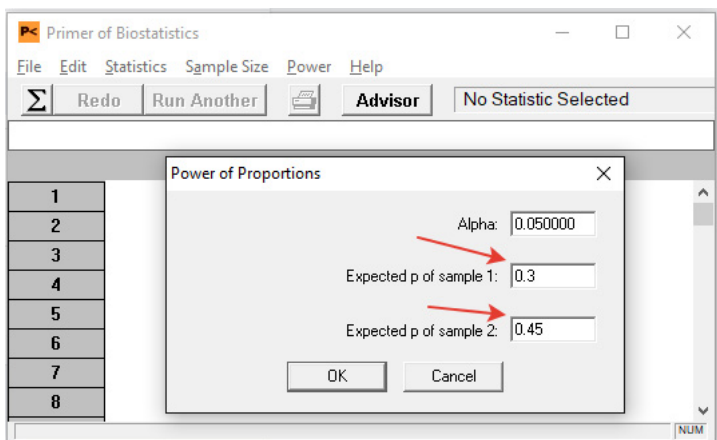 P< Primer of Biostatistics
File Edit Statistics Sample Size Power Help
Σ Redo Run Another Advisor No Statistic Selected
Power of Proportions
1
Alpha: 0.050000
2
3
Expected p of sample 1: 0.3
4
5
Expected p of sample 2: 0.45
6
7
OK Cancel
8
NUM